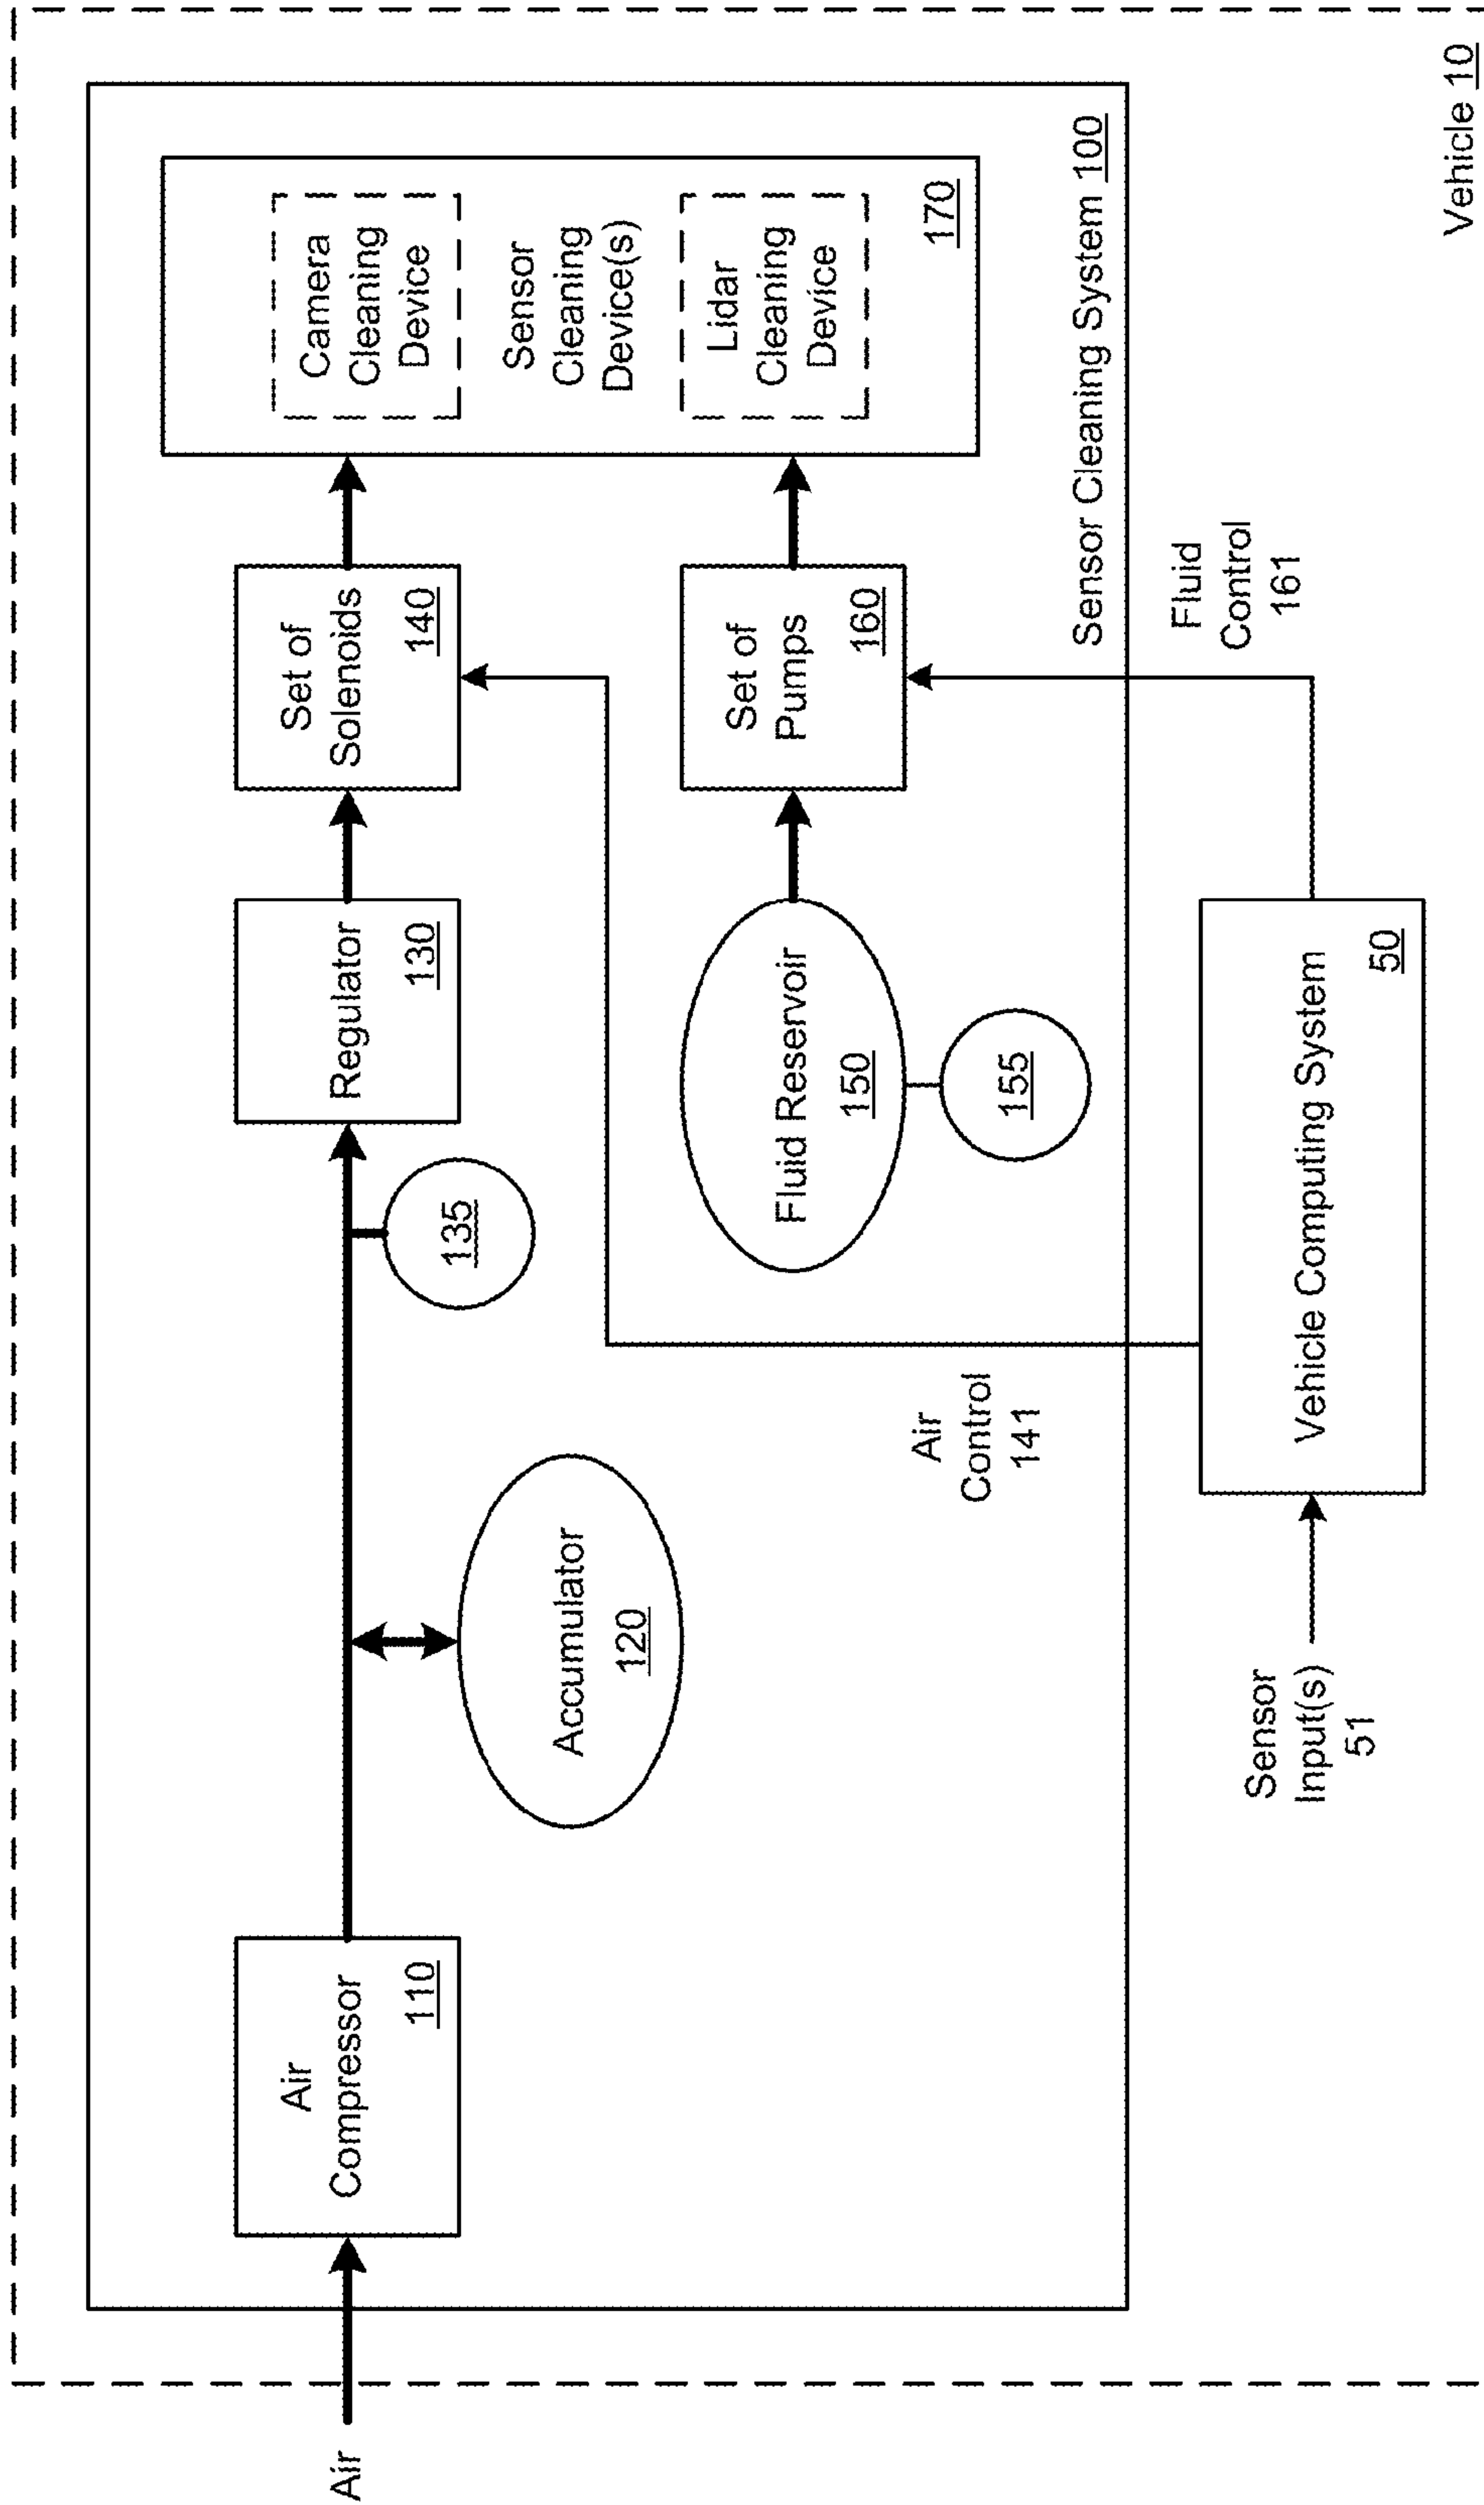 Air
Air
Compressor
110
Accumulator
120
135
Regulator
130
Set of
Solenoids
140
Camera
Cleaning
Device
Sensor
Cleaning
Device(s)
Lidar
Cleaning
Device
170
Fluid Reservoir
150
155
Set of
Pumps
160
Air
Control
141
Sensor Cleaning System 100
Fluid
Control
161
Sensor
Input(s)
51
Vehicle Computing System
50
Vehicle 10